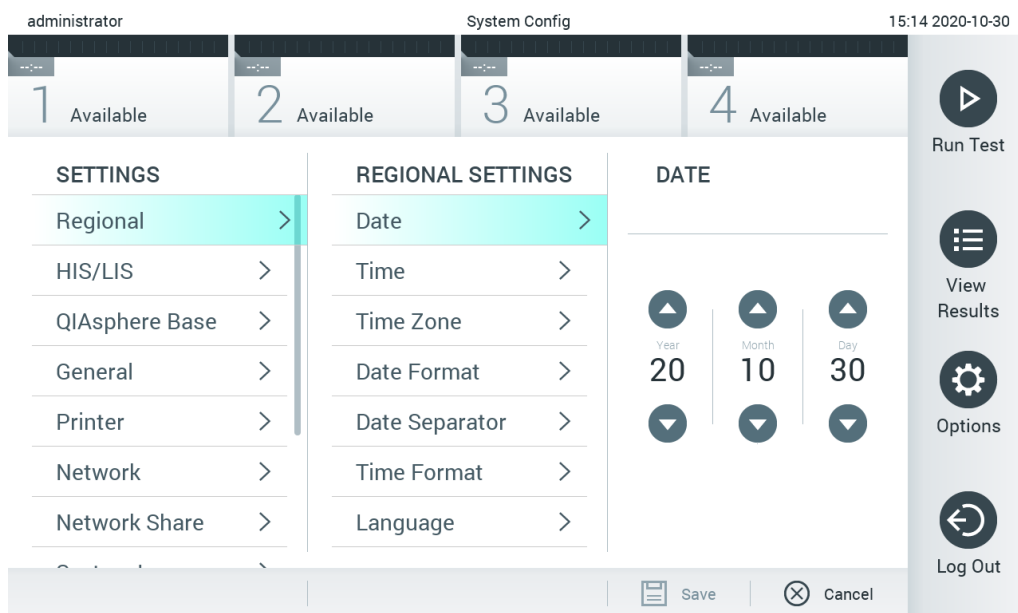 administrator
System Config
15:14 2020-10-30
--:--
1 Available
--:--
2 Available
--:--
3 Available
--:--
4 Available
Run Test
View
Results
Options
Log Out
SETTINGS
Regional
HIS/LIS
QIAsphere Base
General
Printer
Network
Network Share
REGIONAL SETTINGS
Date
Time
Time Zone
Date Format
Date Separator
Time Format
Language
DATE
Year
20
Month
10
Day
30
Save
Cancel